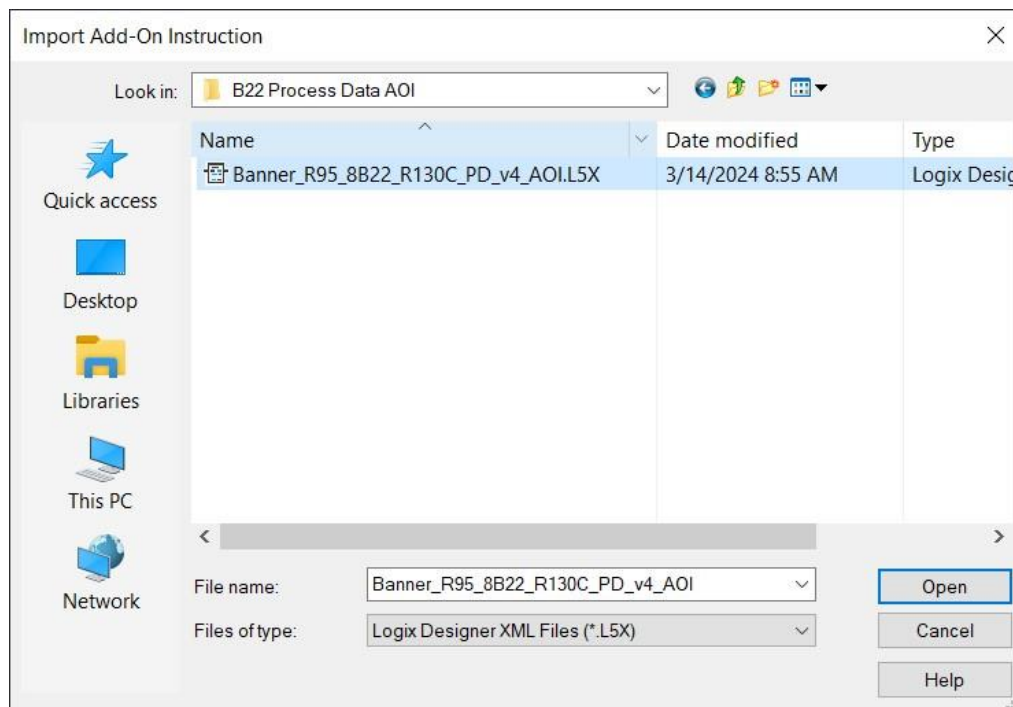 Import Add-On Instruction
Look in:
B22 Process Data AOI
Name
Date modified
Type
Banner_R95_8B22_R130C_PD_v4_AOI.L5X
3/14/2024 8:55 AM
Logix Desig
Quick access
Desktop
Libraries
This PC
Network
File name:
Banner_R95_8B22_R130C_PD_v4_AOI
Open
Files of type:
Logix Designer XML Files (*.L5X)
Cancel
Help